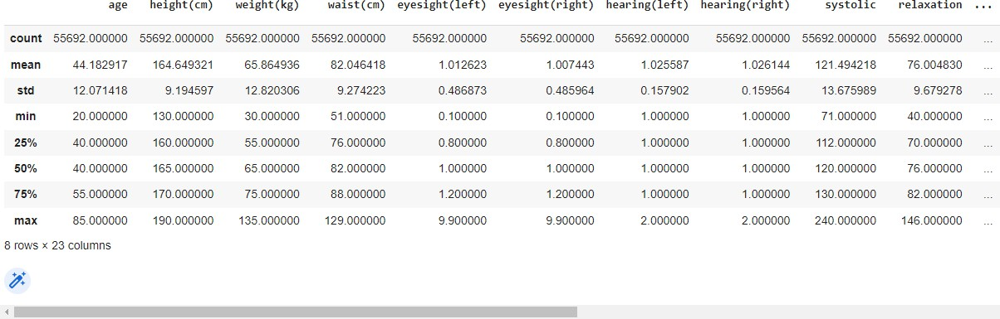 age height(cm) weight(kg) waist(cm) eyesight(left) eyesight(right) hearing(left) hearing(right) systolic relaxation ...
count 55692.000000 55692.000000 55692.000000 55692.000000 55692.000000 55692.000000 55692.000000 55692.000000 55692.000000 55692.000000 ...
mean 44.182917 164.649321 65.864936 82.046418 1.012623 1.007443 1.025587 1.026144 121.494218 76.004830 ...
std 12.071418 9.194597 12.820306 9.274223 0.486873 0.485964 0.157902 0.159564 13.675989 9.679278 ...
min 20.000000 130.000000 30.000000 51.000000 0.100000 0.100000 1.000000 1.000000 71.000000 40.000000 ...
25% 40.000000 160.000000 55.000000 76.000000 0.800000 0.800000 1.000000 1.000000 112.000000 70.000000 ...
50% 40.000000 165.000000 65.000000 82.000000 1.000000 1.000000 1.000000 1.000000 120.000000 76.000000 ...
75% 55.000000 170.000000 75.000000 88.000000 1.200000 1.200000 1.000000 1.000000 130.000000 82.000000 ...
max 85.000000 190.000000 135.000000 129.000000 9.900000 9.900000 2.000000 2.000000 240.000000 146.000000 ...
8 rows × 23 columns